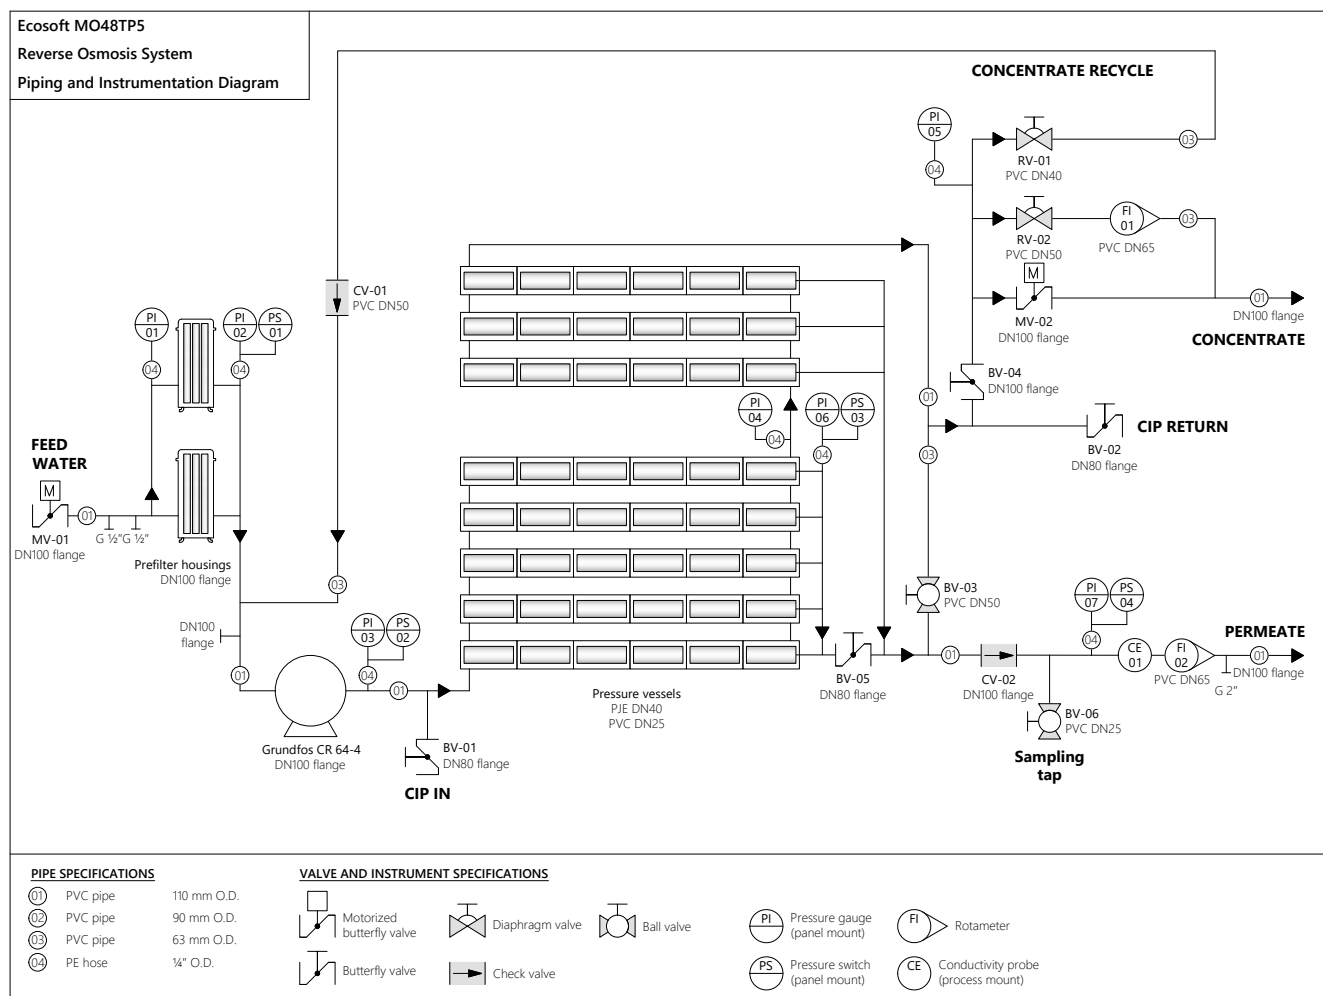 Ecosoft MO48TP5
Reverse Osmosis System
Piping and Instrumentation Diagram
CONCENTRATE RECYCLE
PI
05
04
RV-01
PVC DN40
03
RV-02
PVC DN50
FI
01
PVC DN65
03
M
MV-02
DN100 flange
01
DN100 flange
CONCENTRATE
CV-01
PVC DN50
PI
01
PI
02
PS
01
04
04
BV-04
DN100 flange
01
PI
04
PI
06
PS
03
04
04
03
CIP RETURN
BV-02
DN80 flange
FEED
WATER
M
01
MV-01
DN100 flange
G ½"
G ½"
Prefilter housings
DN100 flange
03
BV-03
PVC DN50
PI
07
PS
04
04
DN100
flange
PI
03
PS
02
04
01
01
Grundfos CR 64-4
DN100 flange
BV-01
DN80 flange
CIP IN
Pressure vessels
PJE DN40
PVC DN25
BV-05
DN80 flange
01
CV-02
DN100 flange
CE
01
FI
02
PVC DN65
G 2"
PERMEATE
01
DN100 flange
BV-06
PVC DN25
Sampling
tap
PIPE SPECIFICATIONS
01 PVC pipe 110 mm O.D.
02 PVC pipe 90 mm O.D.
03 PVC pipe 63 mm O.D.
04 PE hose ¼" O.D.
VALVE AND INSTRUMENT SPECIFICATIONS
Motorized
butterfly valve
Butterfly valve
Diaphragm valve
Check valve
Ball valve
PI
Pressure gauge
(panel mount)
PS
Pressure switch
(panel mount)
FI
Rotameter
CE
Conductivity probe
(process mount)